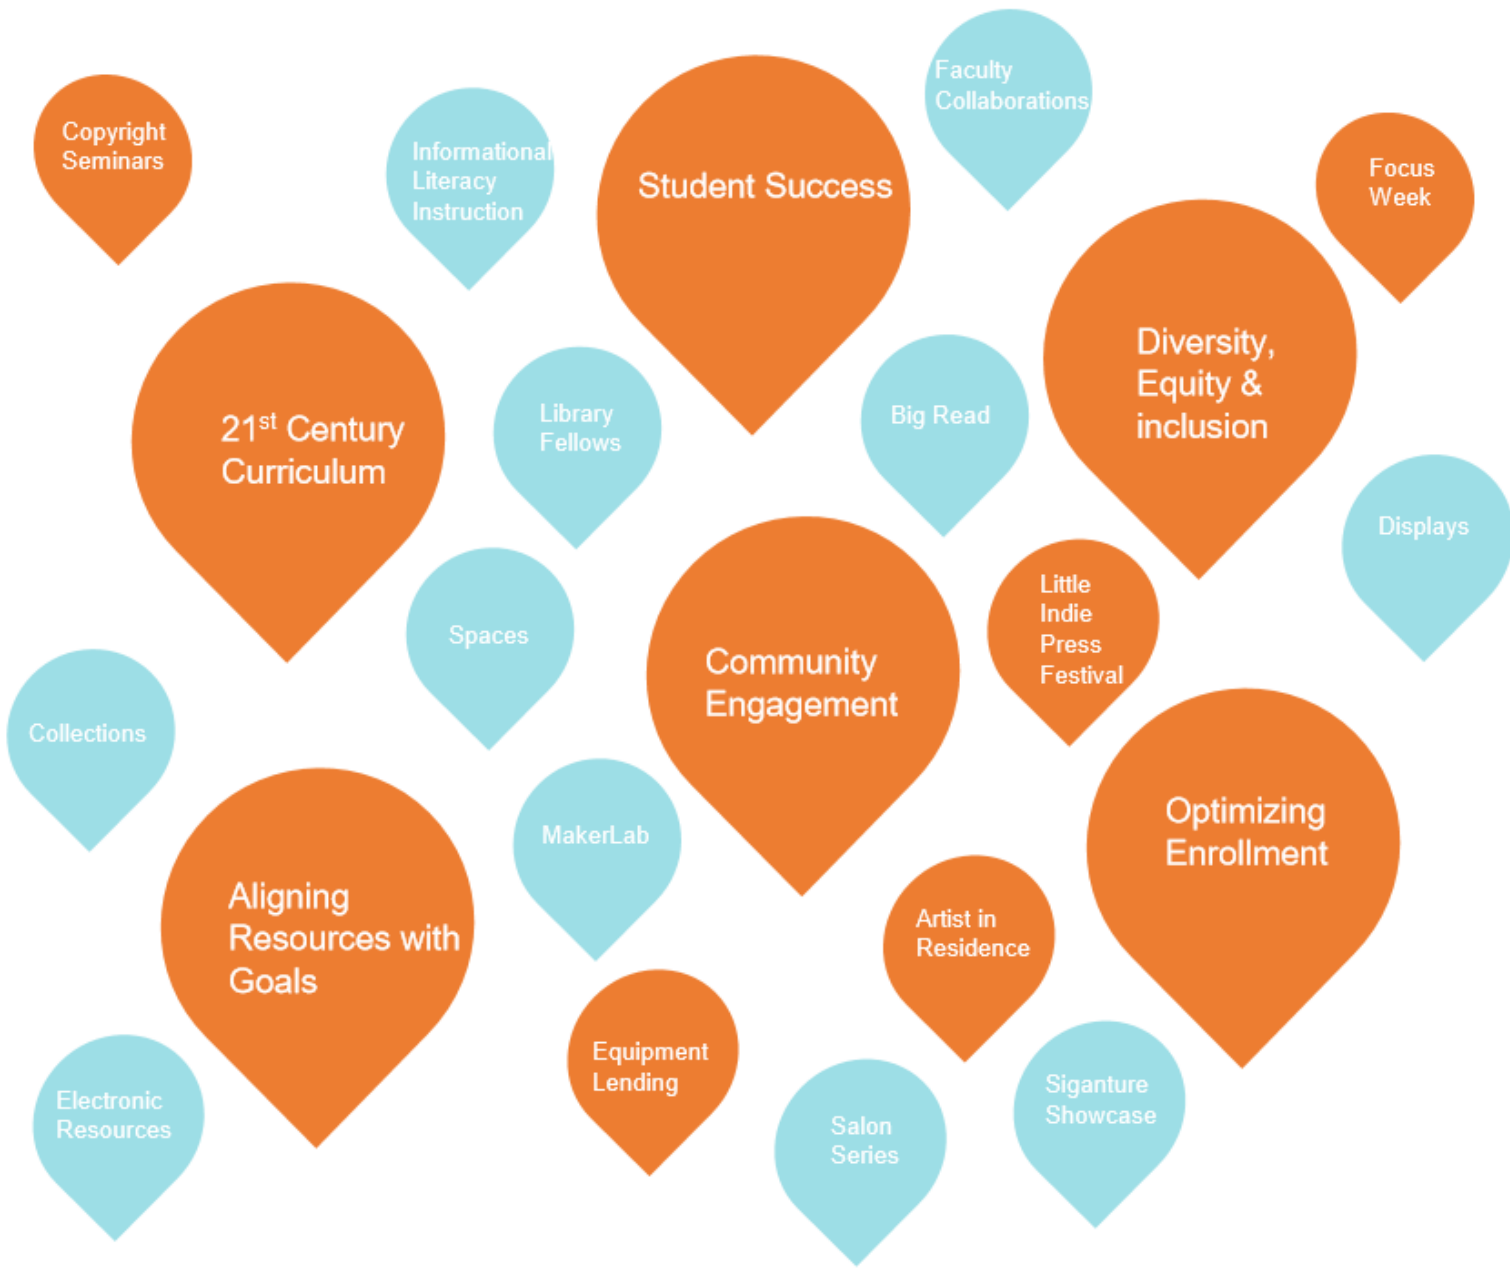 Faculty
Collaborations
Copyright
Seminars
Informational
Literacy
Instruction
Student Success
Focus
Week
Diversity,
Equity &
inclusion
21st Century
Curriculum
Library
Fellows
Big Read
Displays
Spaces
Little
Indie
Press
Festival
Community
Engagement
Collections
MakerLab
Optimizing
Enrollment
Aligning
Resources with
Goals
Artist in
Residence
Equipment
Lending
Electronic
Resources
Salon
Series
Siganture
Showcase